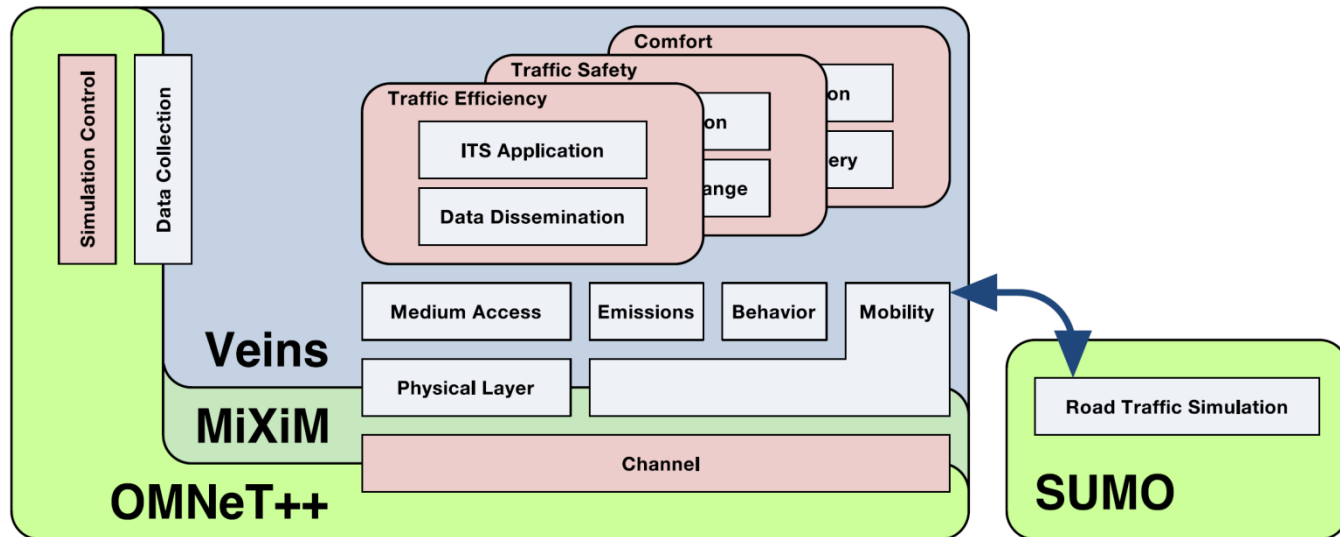 Simulation Control
Data Collection
Comfort
Traffic Safety
Traffic Efficiency
ITS Application
Data Dissemination
on
ange
on
ery
Medium Access
Emissions
Behavior
Mobility
Veins
Physical Layer
MiXiM
Channel
OMNeT++
Road Traffic Simulation
SUMO